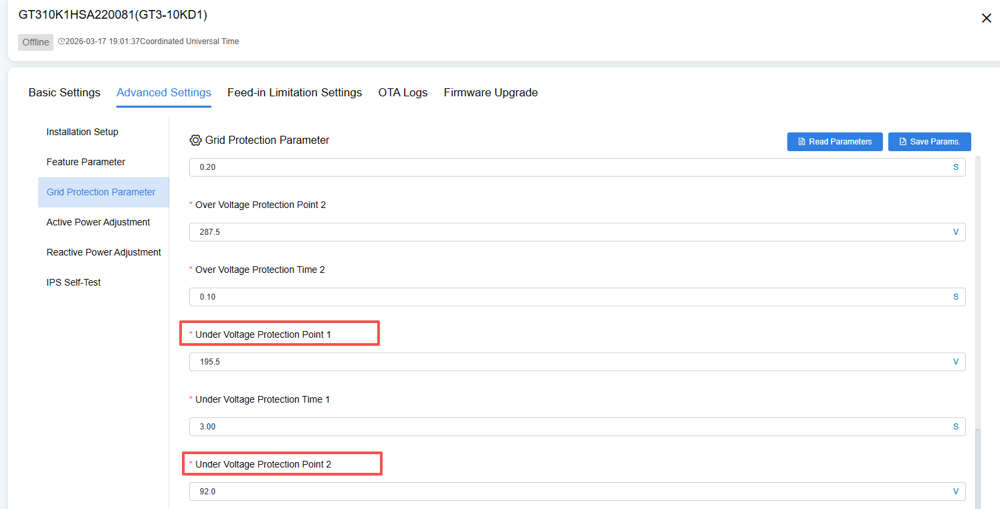 GT310K1HSA220081(GT3-10KD1)
Offline 2026-03-17 19:01:37Coordinated Universal Time
Basic Settings Advanced Settings Feed-in Limitation Settings OTA Logs Firmware Upgrade
Installation Setup
Feature Parameter
Grid Protection Parameter
Active Power Adjustment
Reactive Power Adjustment
IPS Self-Test
Grid Protection Parameter Read Parameters Save Params.
0.20 S
* Over Voltage Protection Point 2
287.5 V
* Over Voltage Protection Time 2
0.10 S
* Under Voltage Protection Point 1
195.5 V
* Under Voltage Protection Time 1
3.00 S
* Under Voltage Protection Point 2
92.0 V